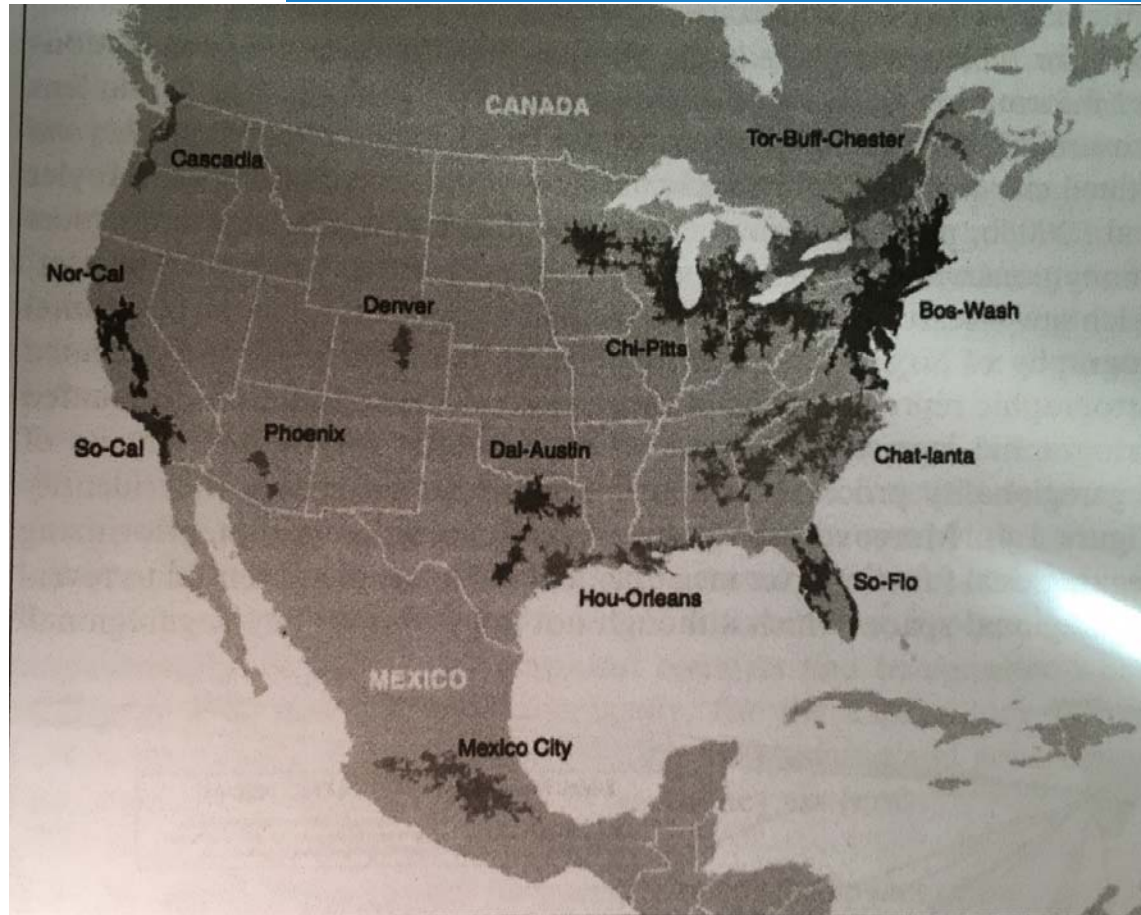 CANADA
Tor-Buff-Chester
Cascadia
Nor-Cal
Denver
Bos-Wash
Chi-Pitts
So-Cal
Phoenix
Dal-Austin
Chat-lanta
So-Flo
Hou-Orleans
MEXICO
Mexico City